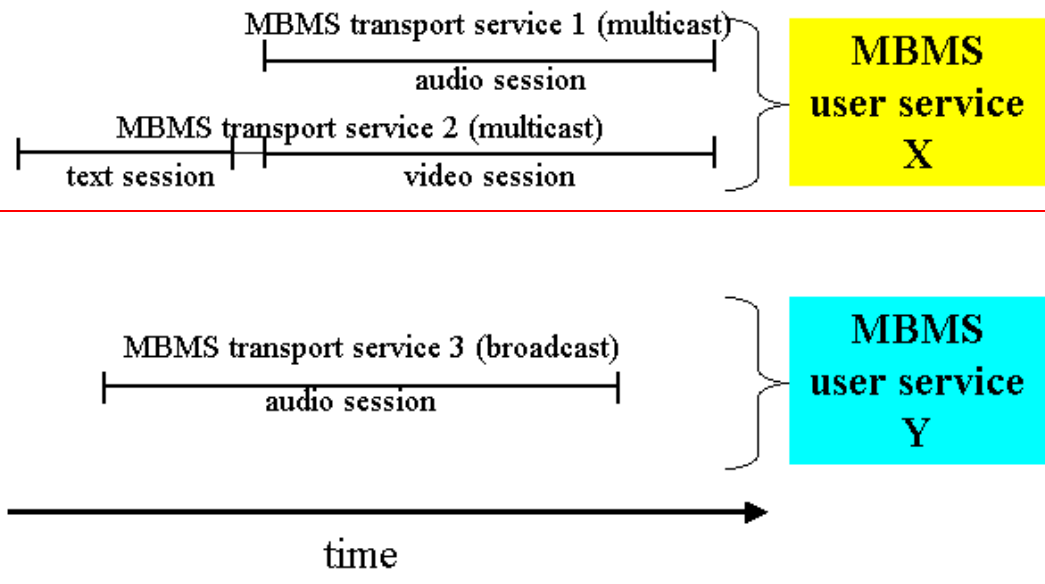 MBMS transport service 1 (multicast)
audio session
MBMS transport service 2 (multicast)
text session
video session
MBMS
user service
X
MBMS transport service 3 (broadcast)
audio session
MBMS
user service
Y
time